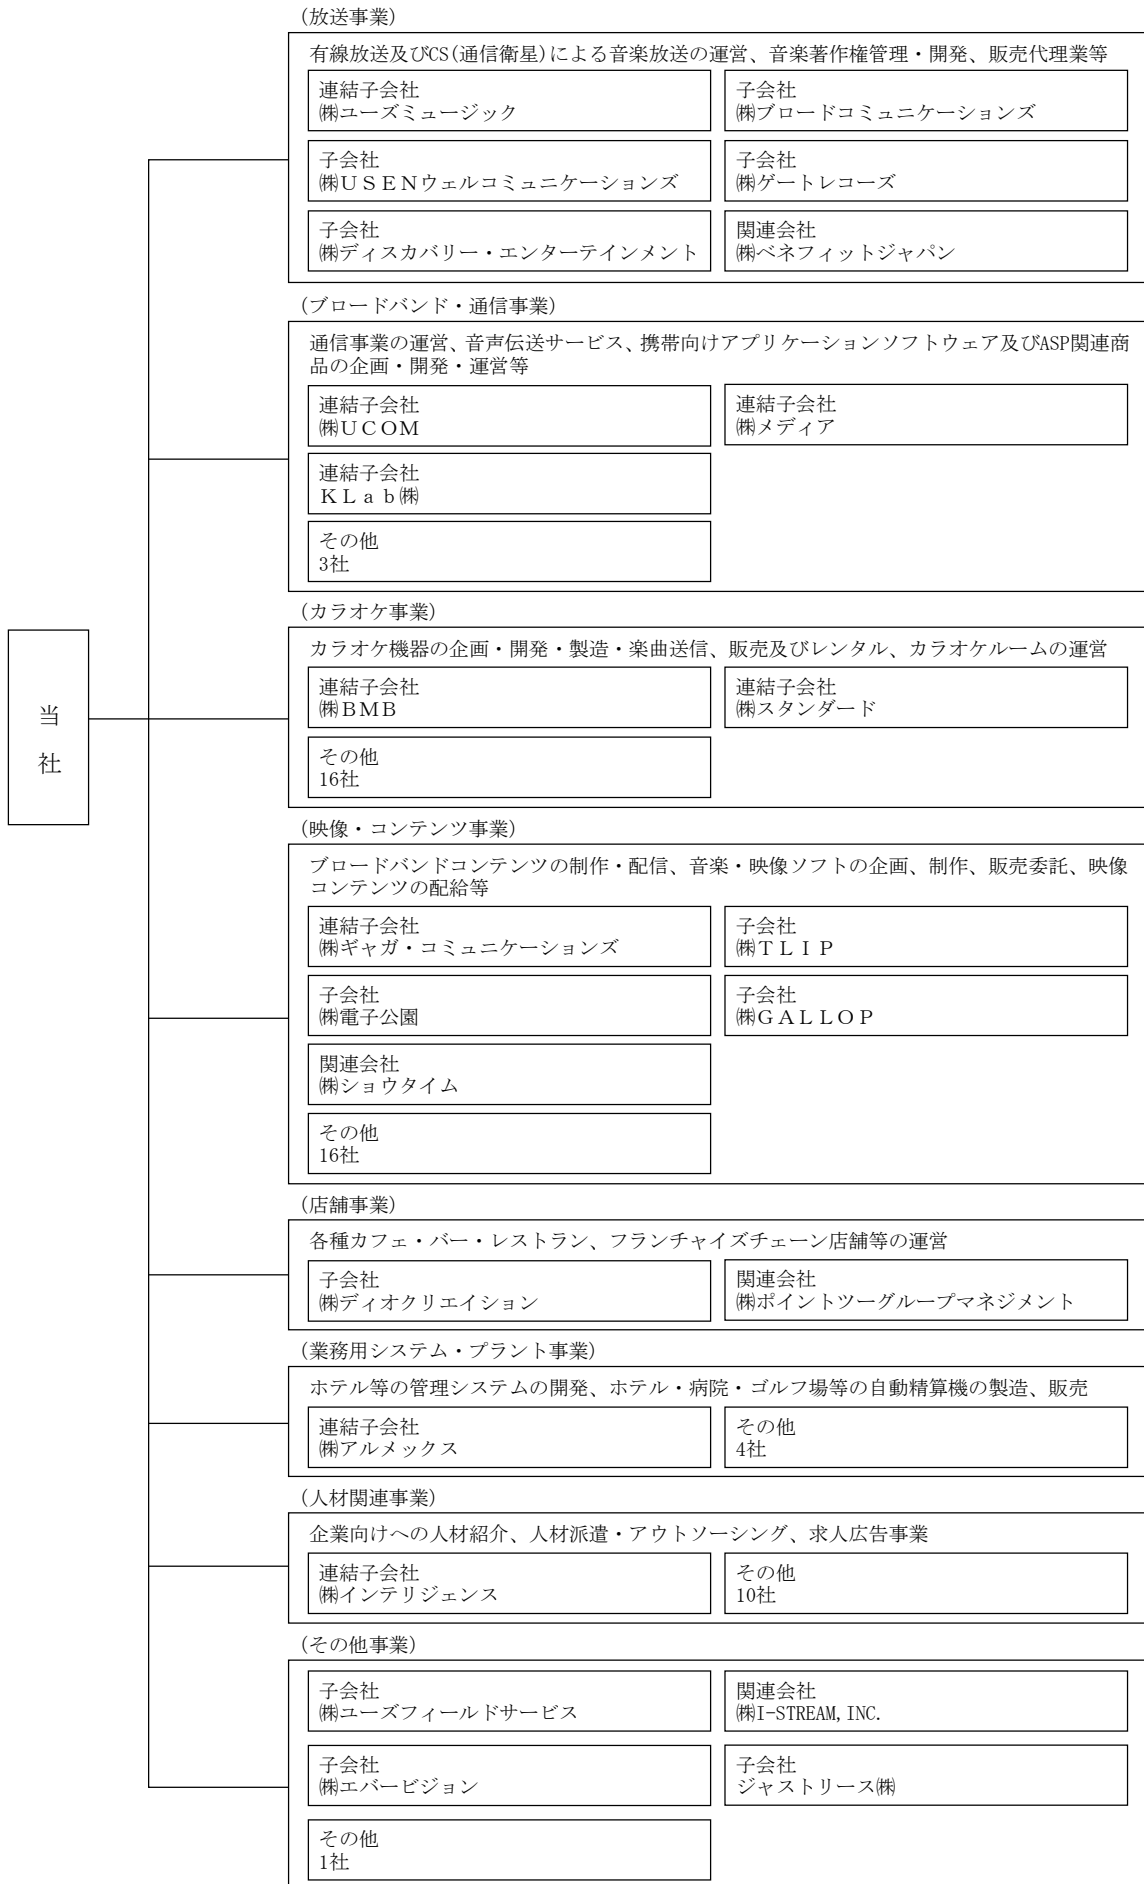 (放送事業)
有線放送及びCS(通信衛星)による音楽放送の運営、音楽著作権管理・開発、販売代理業等
連結子会社
㈱ユーズミュージック
子会社
㈱ブロードコミュニケーションズ
子会社
㈱ＵＳＥＮウェルコミュニケーションズ
子会社
㈱ゲートレコーズ
子会社
㈱ディスカバリー・エンターテインメント
関連会社
㈱ベネフィットジャパン
(ブロードバンド・通信事業)
通信事業の運営、音声伝送サービス、携帯向けアプリケーションソフトウェア及びASP関連商
品の企画・開発・運営等
連結子会社
㈱ＵＣＯＭ
連結子会社
㈱メディア
連結子会社
ＫＬａｂ㈱
その他
3社
(カラオケ事業)
カラオケ機器の企画・開発・製造・楽曲送信、販売及びレンタル、カラオケルームの運営
連結子会社
㈱ＢＭＢ
連結子会社
㈱スタンダード
その他
16社
当
社
(映像・コンテンツ事業)
ブロードバンドコンテンツの制作・配信、音楽・映像ソフトの企画、制作、販売委託、映像
コンテンツの配給等
連結子会社
㈱ギャガ・コミュニケーションズ
子会社
㈱ＴＬＩＰ
子会社
㈱電子公園
子会社
㈱ＧＡＬＬＯＰ
関連会社
㈱ショウタイム
その他
16社
(店舗事業)
各種カフェ・バー・レストラン、フランチャイズチェーン店舗等の運営
子会社
㈱ディオクリエイション
関連会社
㈱ポイントツーグループマネジメント
(業務用システム・プラント事業)
ホテル等の管理システムの開発、ホテル・病院・ゴルフ場等の自動精算機の製造、販売
連結子会社
㈱アルメックス
その他
4社
(人材関連事業)
企業向けへの人材紹介、人材派遣・アウトソーシング、求人広告事業
連結子会社
㈱インテリジェンス
その他
10社
(その他事業)
子会社
㈱ユーズフィールドサービス
関連会社
㈱I-STREAM,INC.
子会社
㈱エバービジョン
子会社
ジャストリース㈱
その他
1社